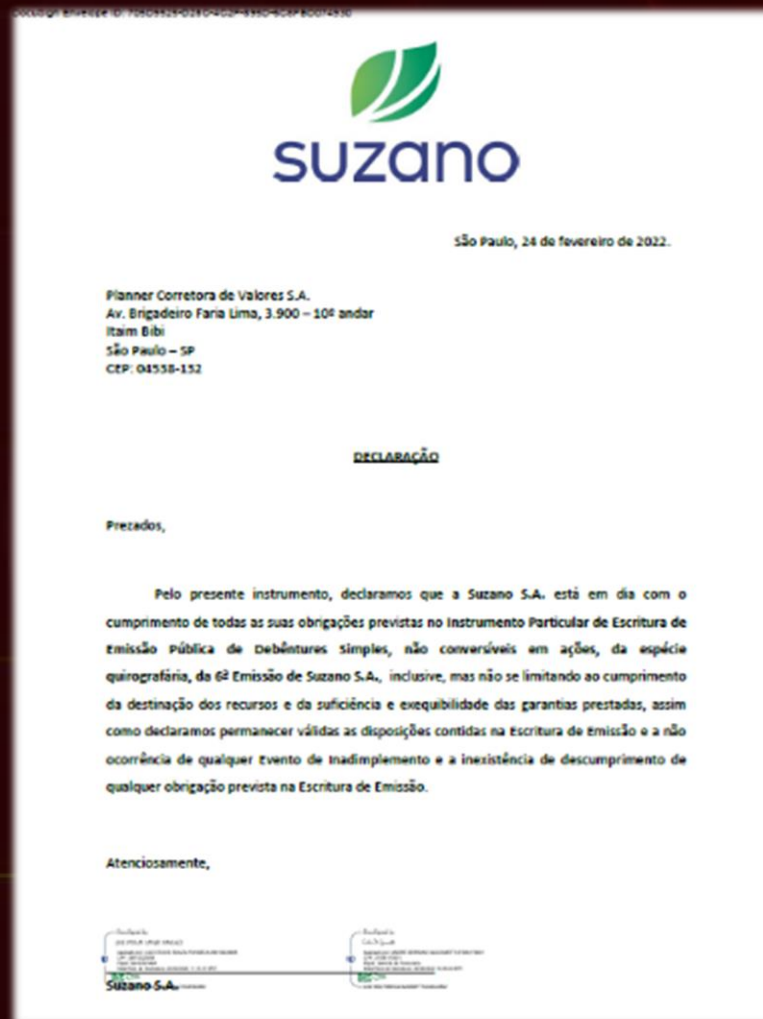 DocuSign Envelope ID:
suzano
São Paulo, 24 de fevereiro de 2022.
Planner Corretora de Valores S.A.
Av. Brigadeiro Faria Lima, 3.900 – 10º andar
Itaim Bibi
São Paulo – SP
CEP: 04538-132
DECLARAÇÃO
Prezados,
Pelo presente instrumento, declaramos que a Suzano S.A. está em dia com o
cumprimento de todas as suas obrigações previstas no Instrumento Particular de Escritura de
Emissão Pública de Debêntures Simples, não conversíveis em ações, da espécie
quirografária, da 6ª Emissão de Suzano S.A., inclusive, mas não se limitando ao cumprimento
da destinação dos recursos e da suficiência e exequibilidade das garantias prestadas, assim
como declaramos permanecer válidas as disposições contidas na Escritura de Emissão e a não
ocorrência de qualquer Evento de Inadimplemento e a inexistência de descumprimento de
qualquer obrigação prevista na Escritura de Emissão.
Atenciosamente,
Suzano S.A.